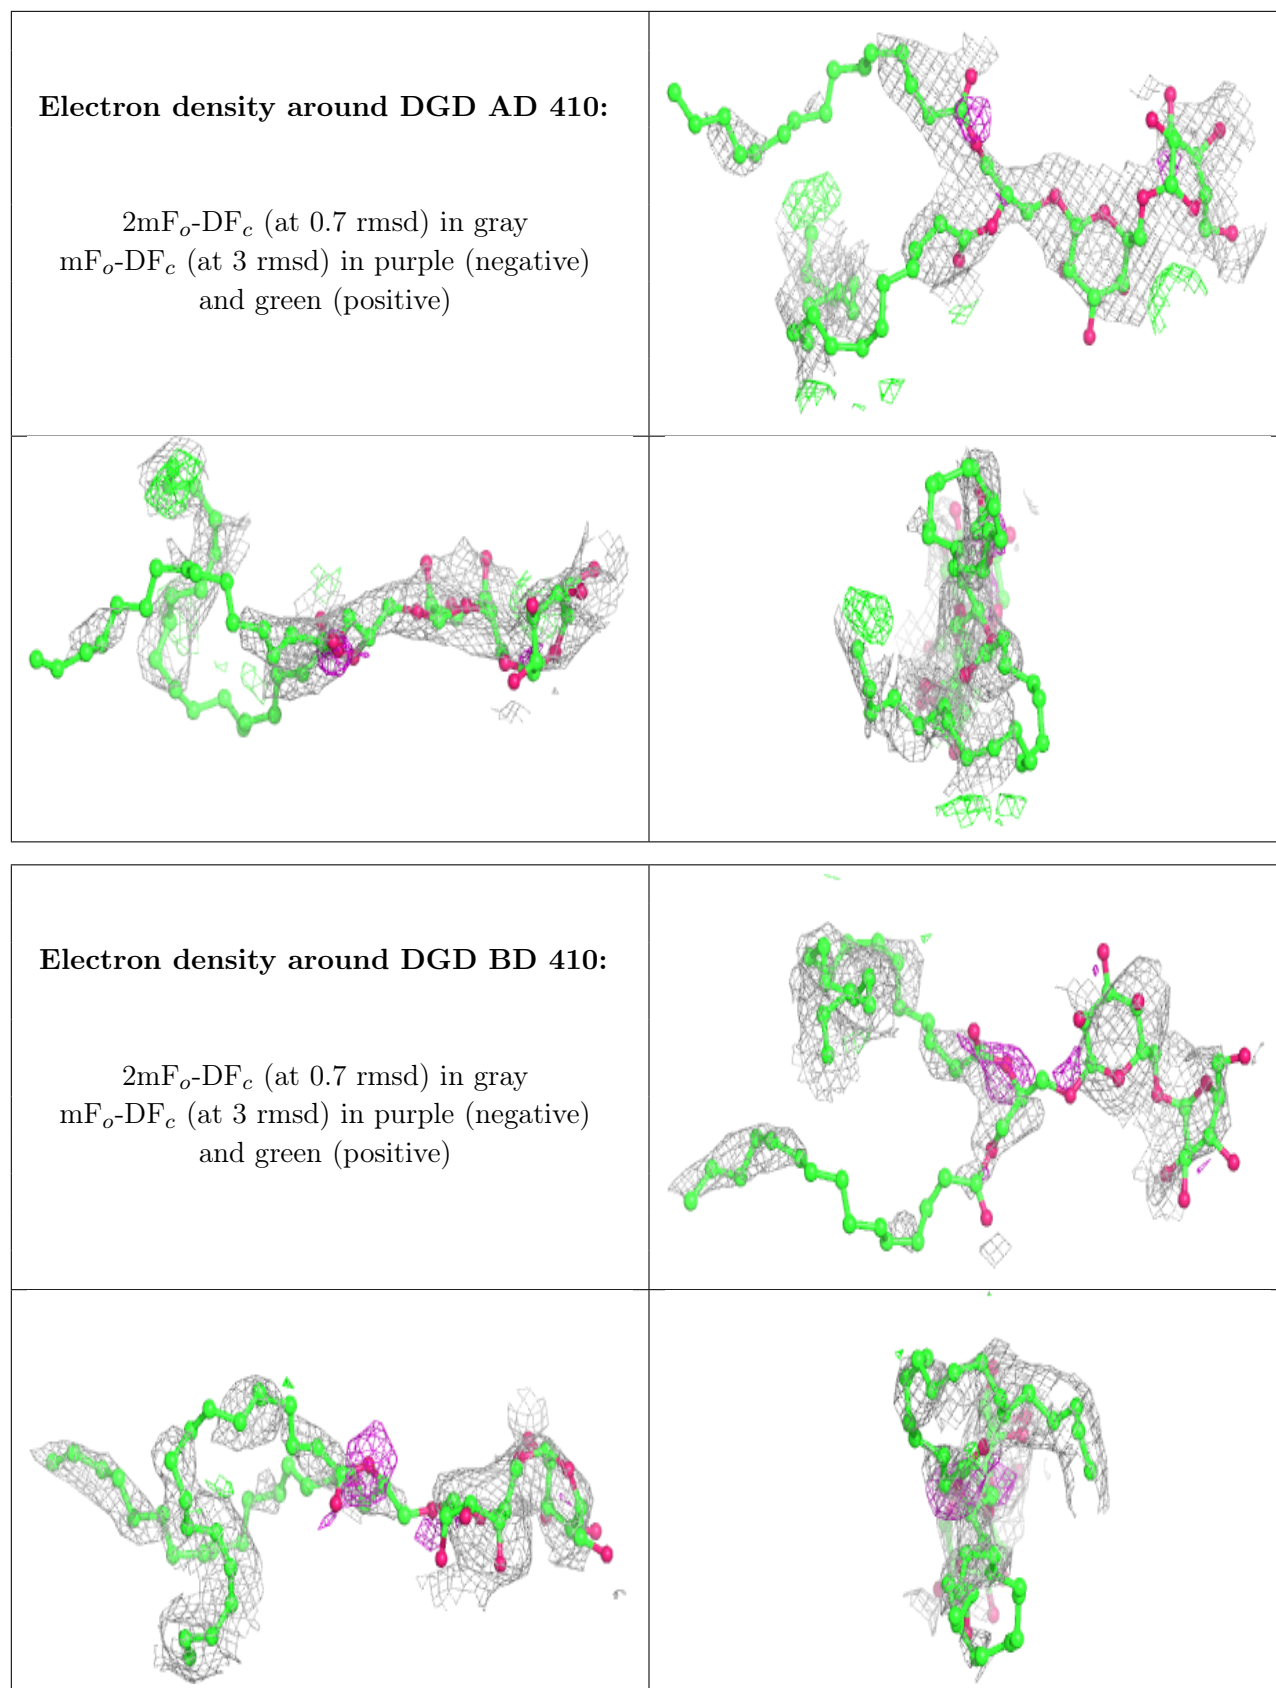 Electron density around DGD AD 410:
2mFo-DFc (at 0.7 rmsd) in gray
mFo-DFc (at 3 rmsd) in purple (negative)
and green (positive)
Electron density around DGD BD 410:
2mFo-DFc (at 0.7 rmsd) in gray
mFo-DFc (at 3 rmsd) in purple (negative)
and green (positive)